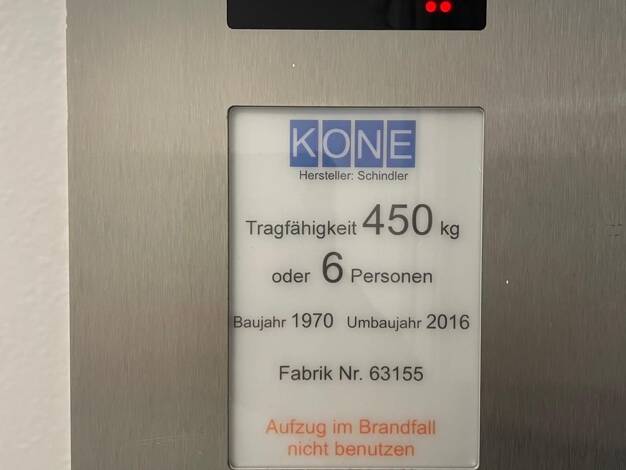 KONE
Hersteller: Schindler
Tragfähigkeit 450 kg
oder 6 Personen
Baujahr 1970 Umbaujahr 2016
Fabrik Nr. 63155
Aufzug im Brandfall
nicht benutzen